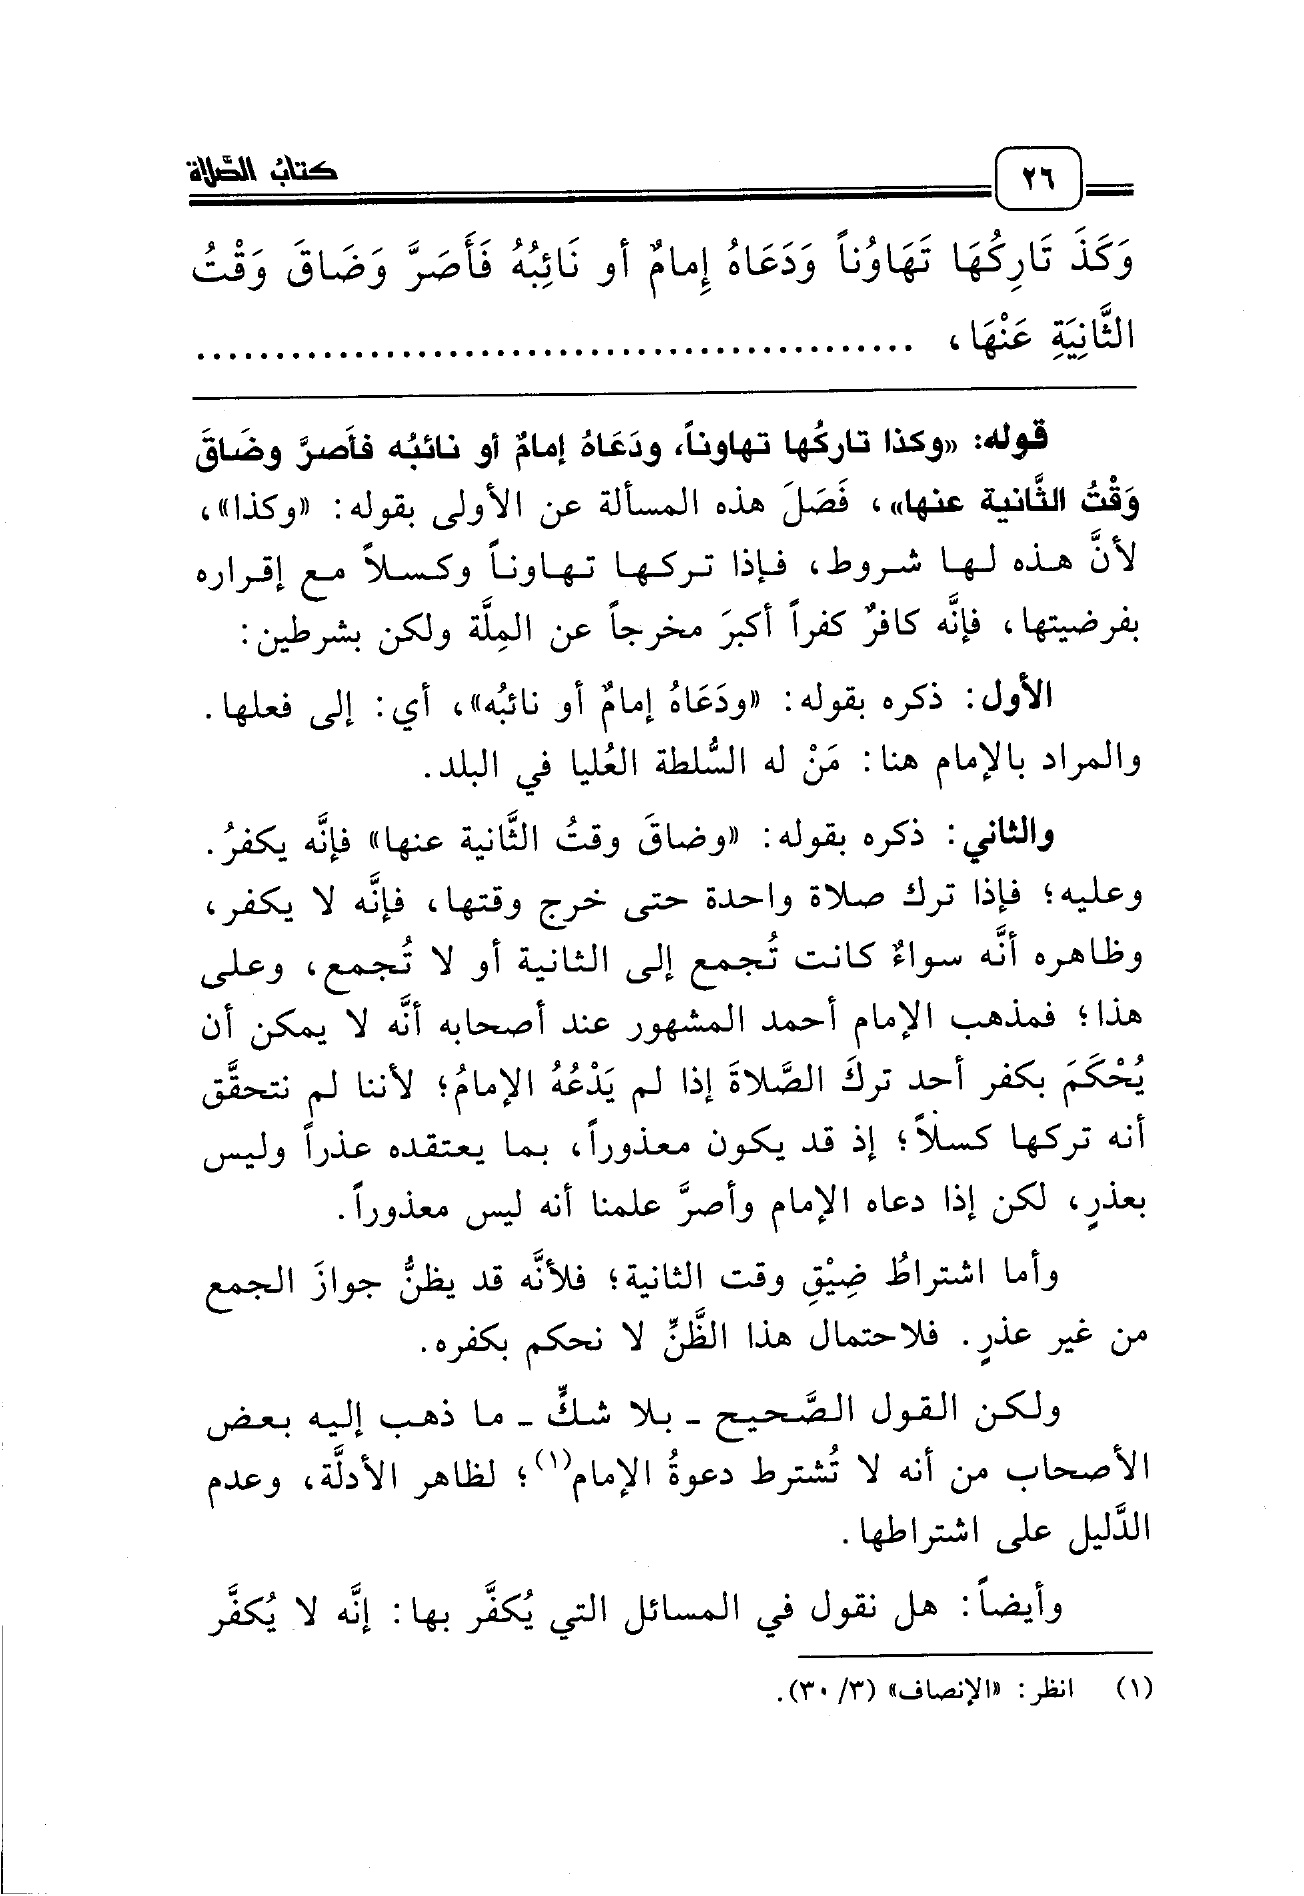 ٢٦
كتابُ الصَّلاة
وَكَذَ تَارِكُهَا تَهَاوُناً وَدَعَاهُ إِمامٌ أو نَائِبُهُ فَأَصَرَّ وَضَاقَ وَقْتُ
الثَّانِيَةِ عَنْهَا، ...............................................
قوله: «وكذا تاركُها تهاوناً، ودَعَاهُ إمامٌ أو نائبُه فأصرَّ وضَاقَ
وَقْتُ الثَّانية عنها»، فَصَلَ هذه المسألة عن الأولى بقوله: «وكذا»،
لأنَّ هذه لها شروط، فإذا تركها تهاوناً وكسلاً مع إقراره
بفرضيتها، فإنَّه كافرٌ كفراً أكبرَ مخرجاً عن المِلَّة ولكن بشرطين:
الأول: ذكره بقوله: «ودَعَاهُ إمامٌ أو نائبُه»، أي: إلى فعلها.
والمراد بالإمام هنا: مَنْ له السُّلطة العُليا في البلد.
والثاني: ذكره بقوله: «وضاقَ وقتُ الثَّانية عنها» فإنَّه يكفرُ.
وعليه؛ فإذا ترك صلاة واحدة حتى خرج وقتها، فإنَّه لا يكفر،
وظاهره أنَّه سواءٌ كانت تُجمع إلى الثانية أو لا تُجمع، وعلى
هذا؛ فمذهب الإمام أحمد المشهور عند أصحابه أنَّه لا يمكن أن
يُحْكَمَ بكفر أحد تركَ الصَّلاةَ إذا لم يَدْعُهُ الإمامُ؛ لأننا لم نتحقَّق
أنه تركها كسلاً؛ إذ قد يكون معذوراً، بما يعتقده عذراً وليس
بعذرٍ، لكن إذا دعاه الإمام وأصرَّ علمنا أنه ليس معذوراً.
وأما اشتراطُ ضِيْقِ وقت الثانية؛ فلأنَّه قد يظنُّ جوازَ الجمع
من غير عذرٍ. فلاحتمال هذا الظَّنِّ لا نحكم بكفره.
ولكن القول الصَّحيح ـ بلا شكٍّ ـ ما ذهب إليه بعض
الأصحاب من أنه لا تُشترط دعوةُ الإمام(١)؛ لظاهر الأدلَّة، وعدم
الدَّليل على اشتراطها.
وأيضاً: هل نقول في المسائل التي يُكفَّر بها: إنَّه لا يُكفَّر
(١) انظر: «الإنصاف» (٣/ ٣٠).